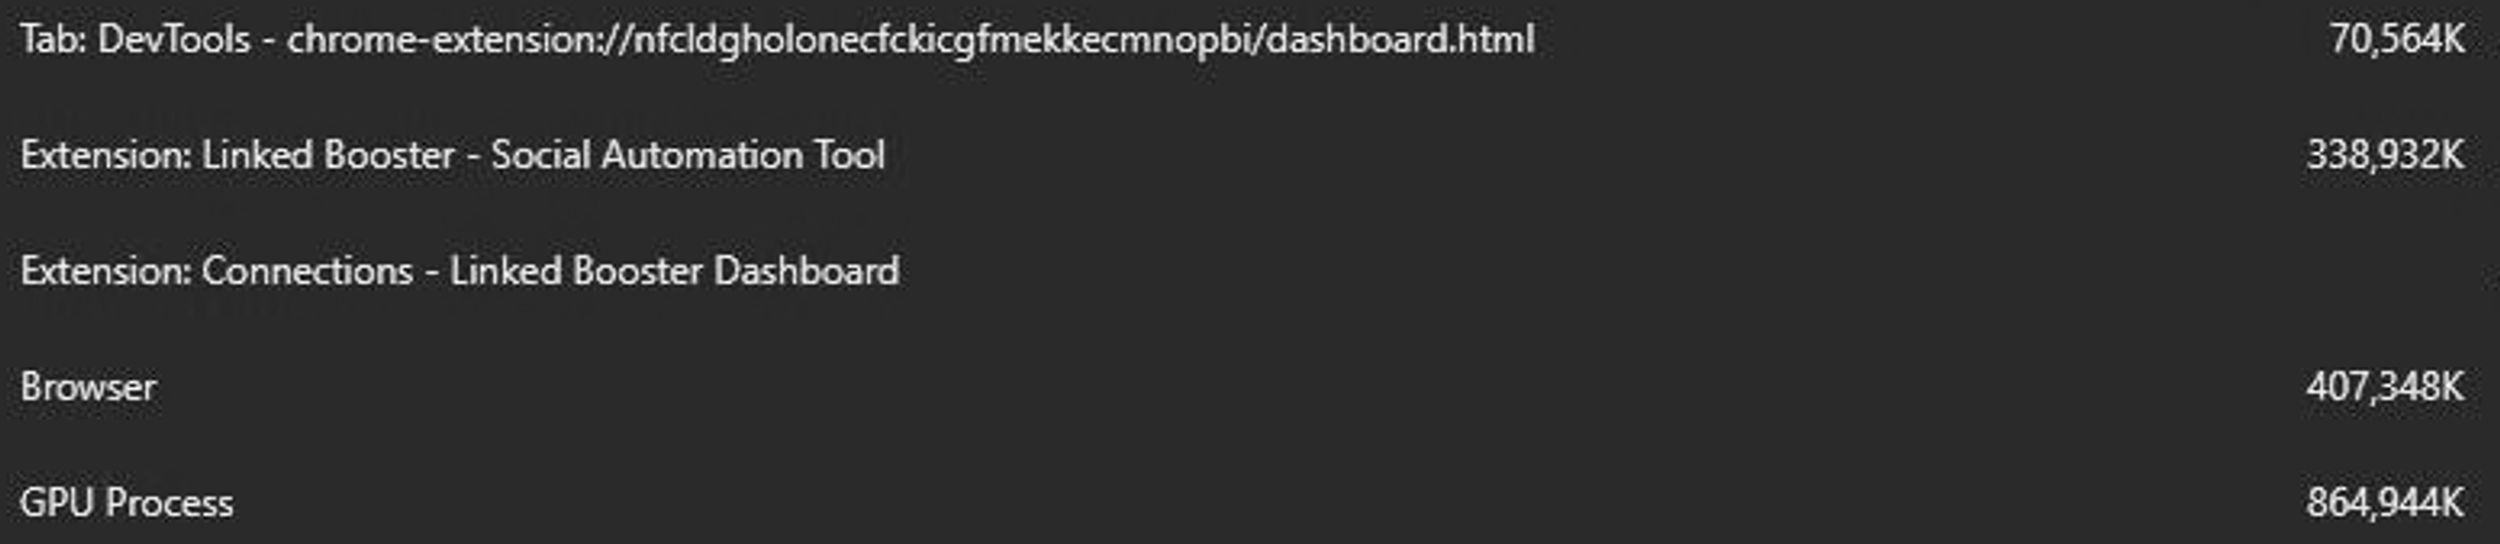 Tab: DevTools - chrome-extension://nfcldgholonecfckicgfmekkecmnopbi/dashboard.html 70,564K
Extension: Linked Booster - Social Automation Tool 338,932K
Extension: Connections - Linked Booster Dashboard
Browser 407,348K
GPU Process 864,944K